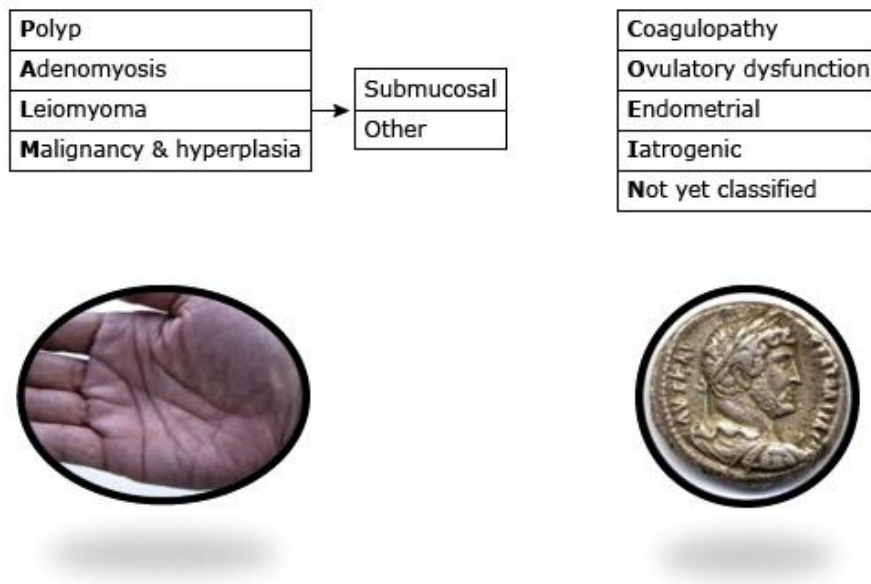 Polyp
Adenomyosis
Leiomyoma
Malignancy & hyperplasia
Submucosal
Other
Coagulopathy
Ovulatory dysfunction
Endometrial
Iatrogenic
Not yet classified